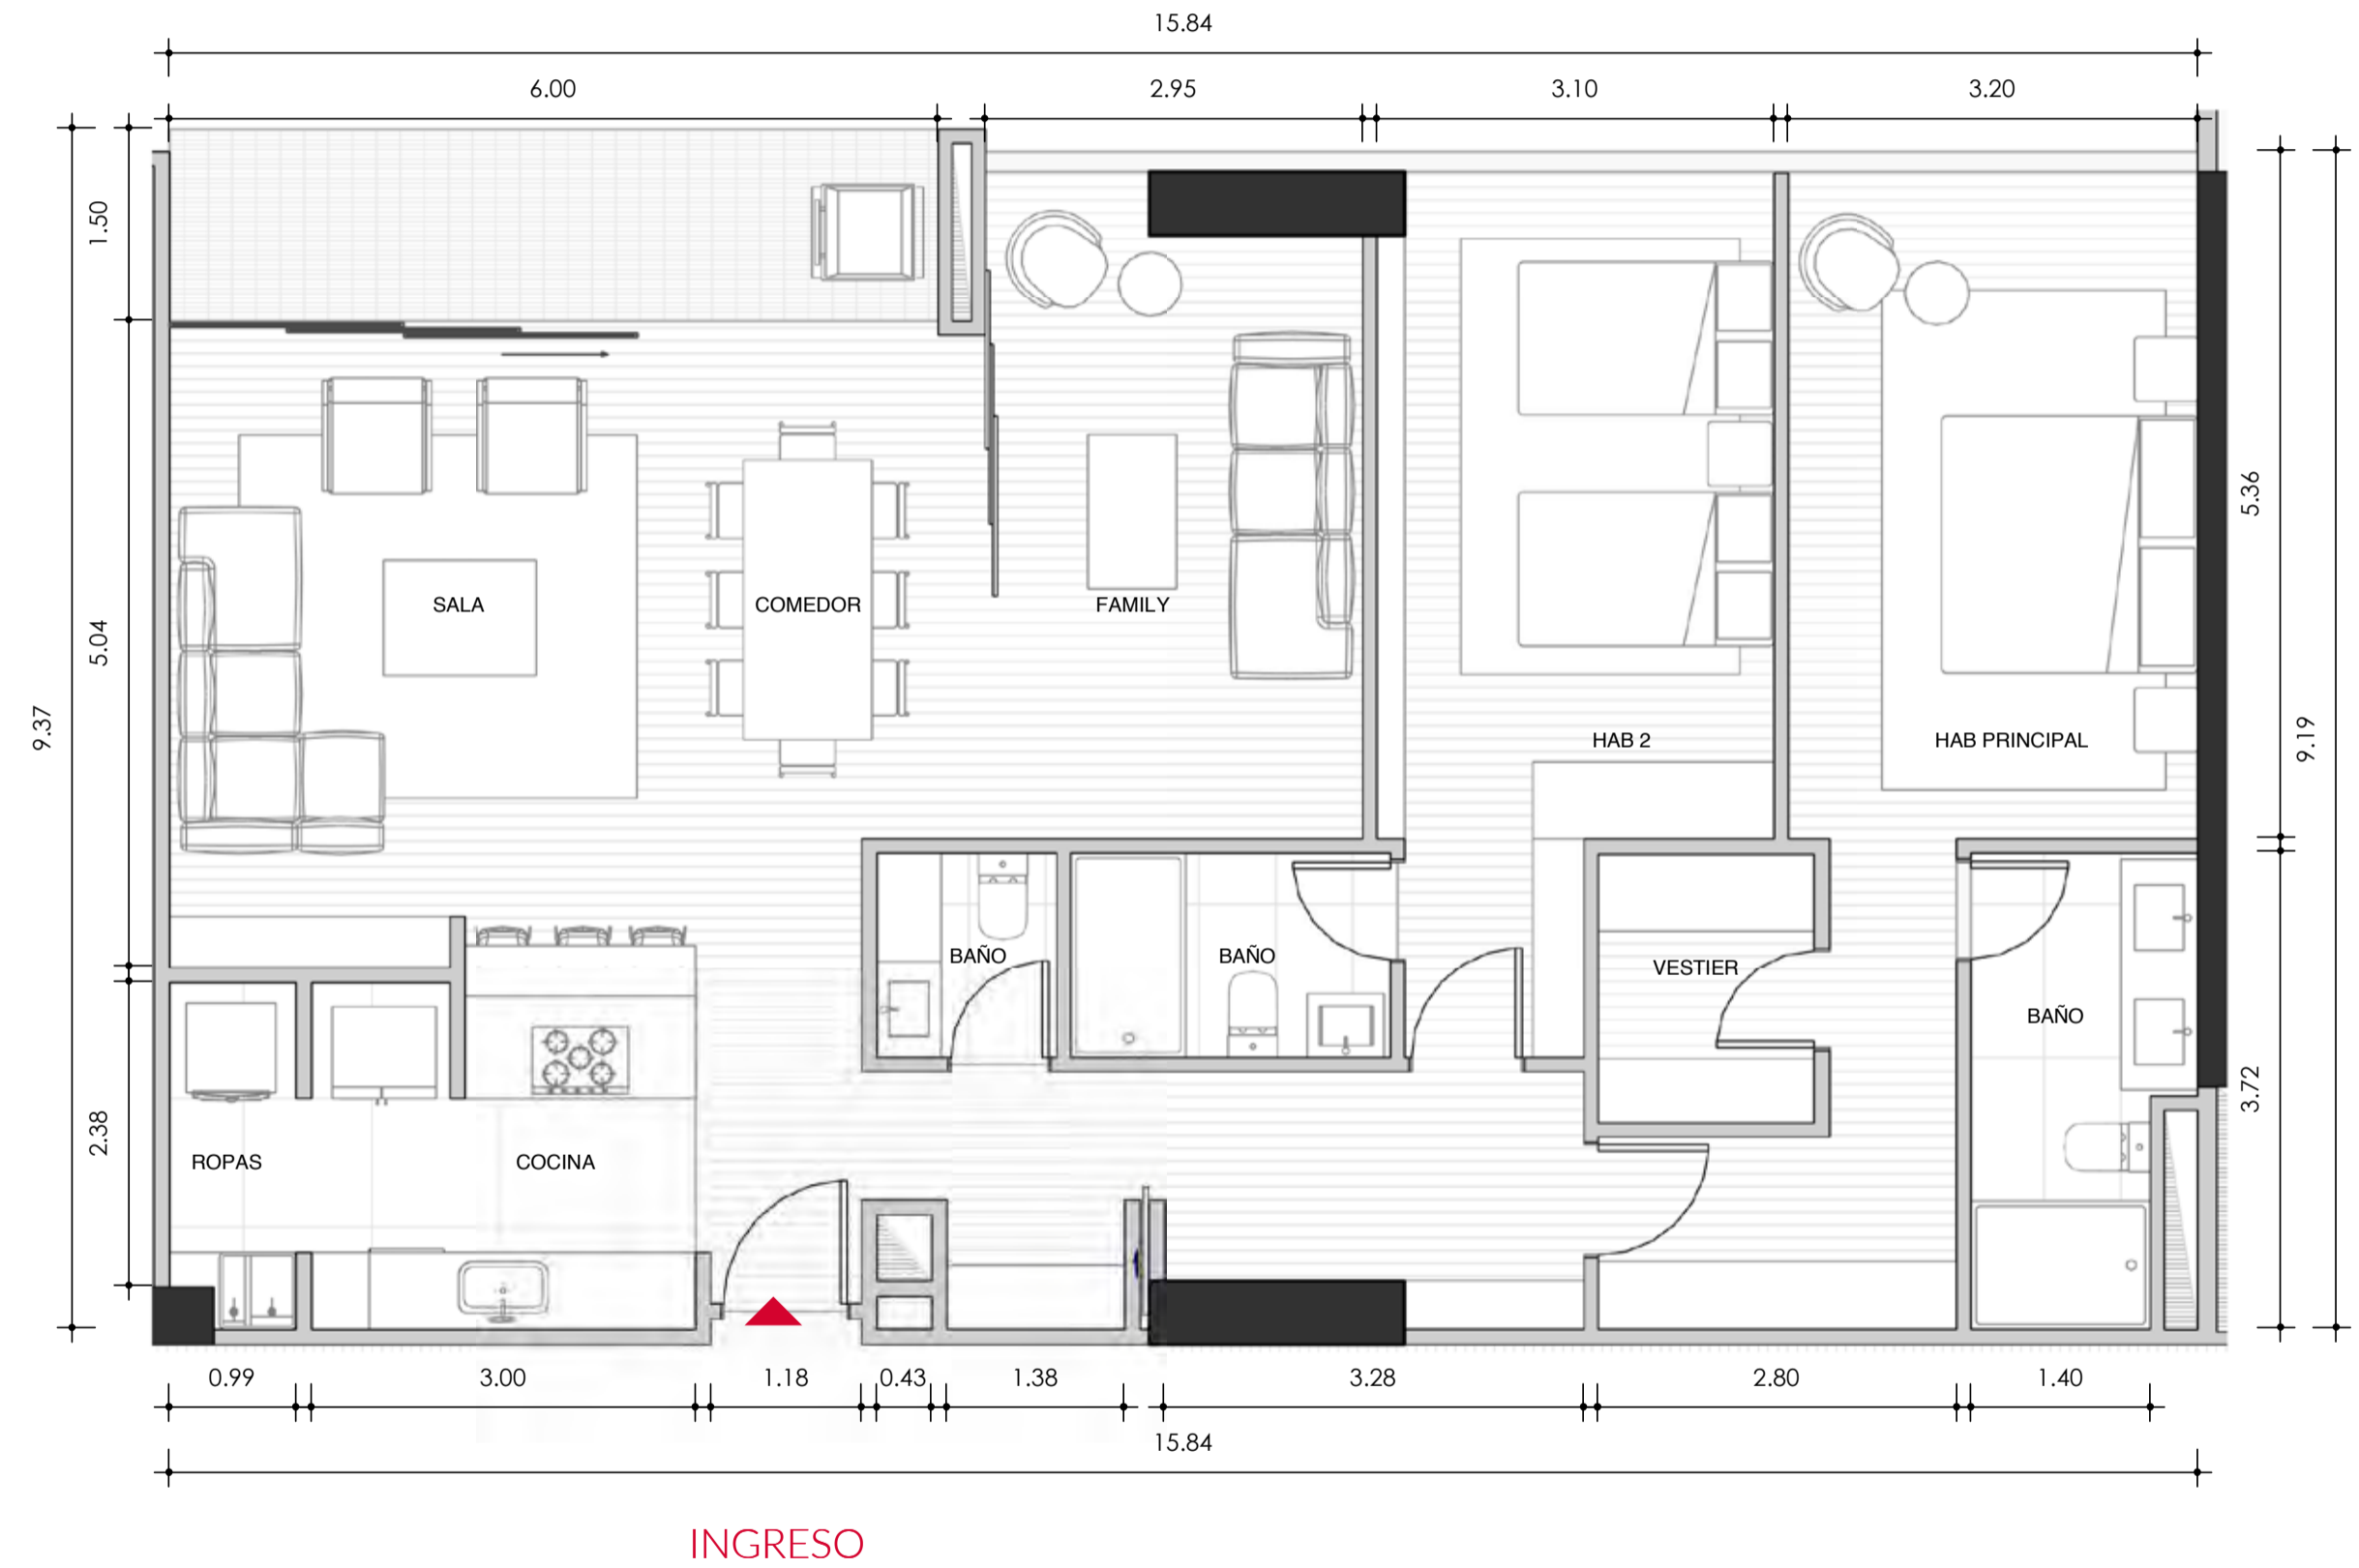 15.84
6.00 2.95 3.10 3.20
1.50
5.04
9.37
2.38
5.36
9.19
3.72
SALA COMEDOR FAMILY
HAB 2 HAB PRINCIPAL
BAÑO BAÑO VESTIER
BAÑO
ROPAS COCINA
0.99 3.00 1.18 0.43 1.38 3.28 2.80 1.40
15.84
INGRESO